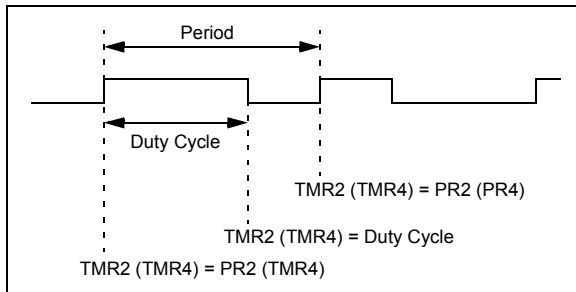 Period
Duty Cycle
TMR2 (TMR4) = PR2 (PR4)
TMR2 (TMR4) = Duty Cycle
TMR2 (TMR4) = PR2 (TMR4)